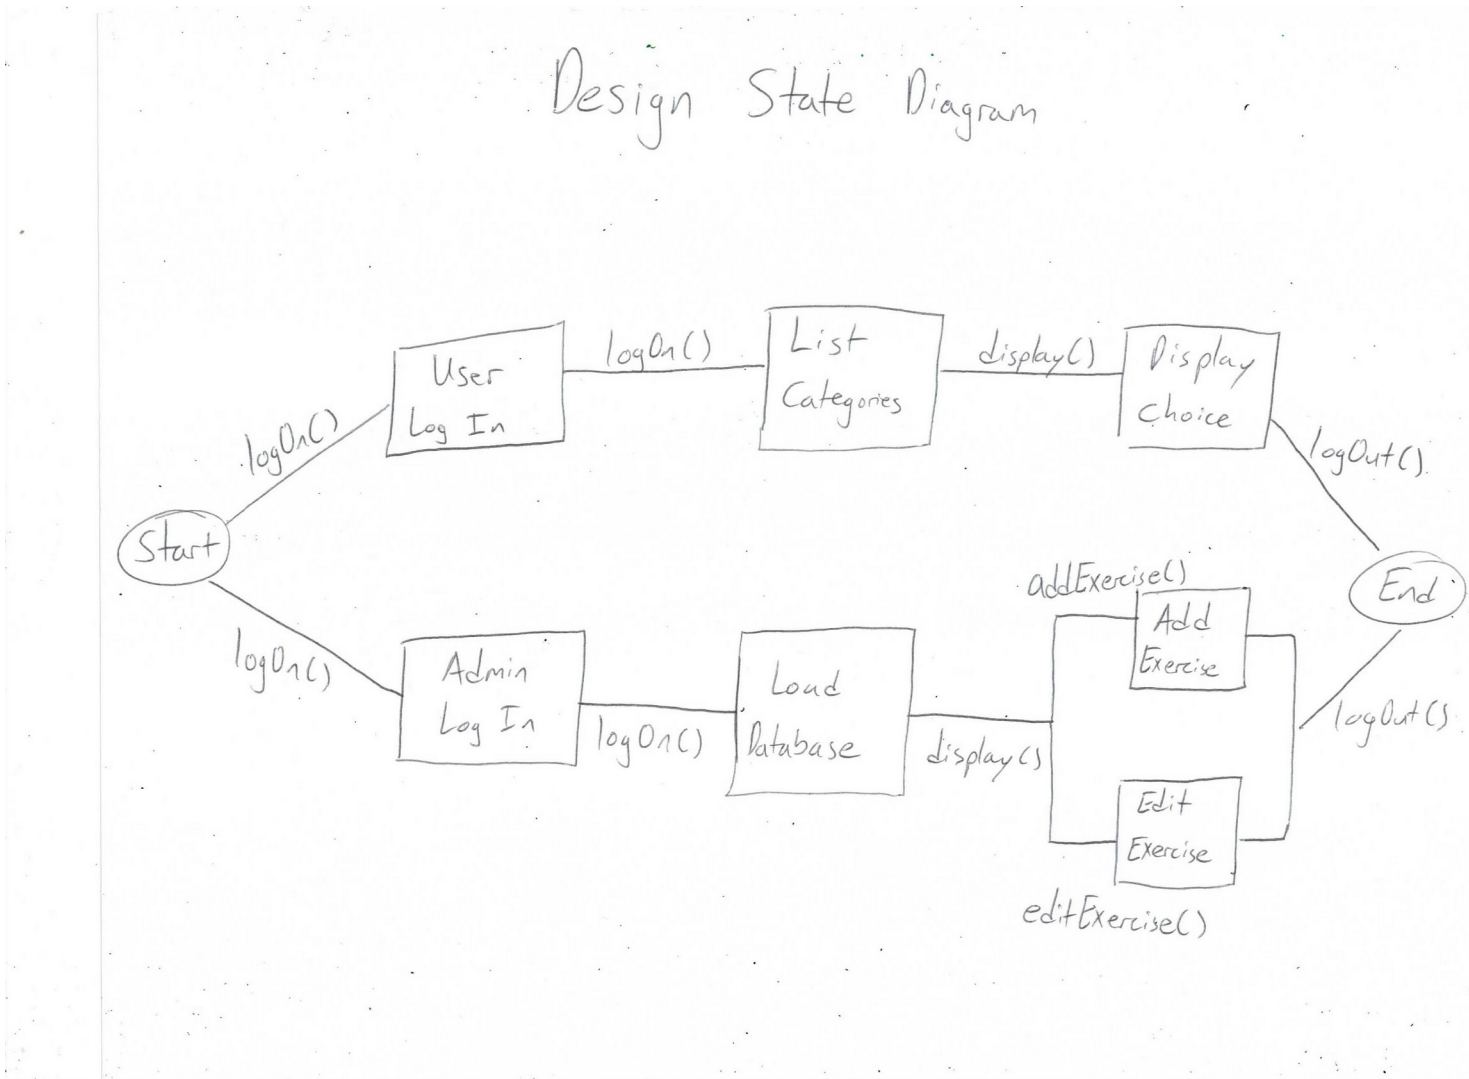 Design State Diagram
logOn()
User
Log In
logOn()
List
Categories
display()
Display
Choice
logOut()
Start
End
logOn()
Admin
Log In
logOn()
Load
Database
display()
addExercise()
Add
Exercise
Edit
Exercise
editExercise()
logOut()